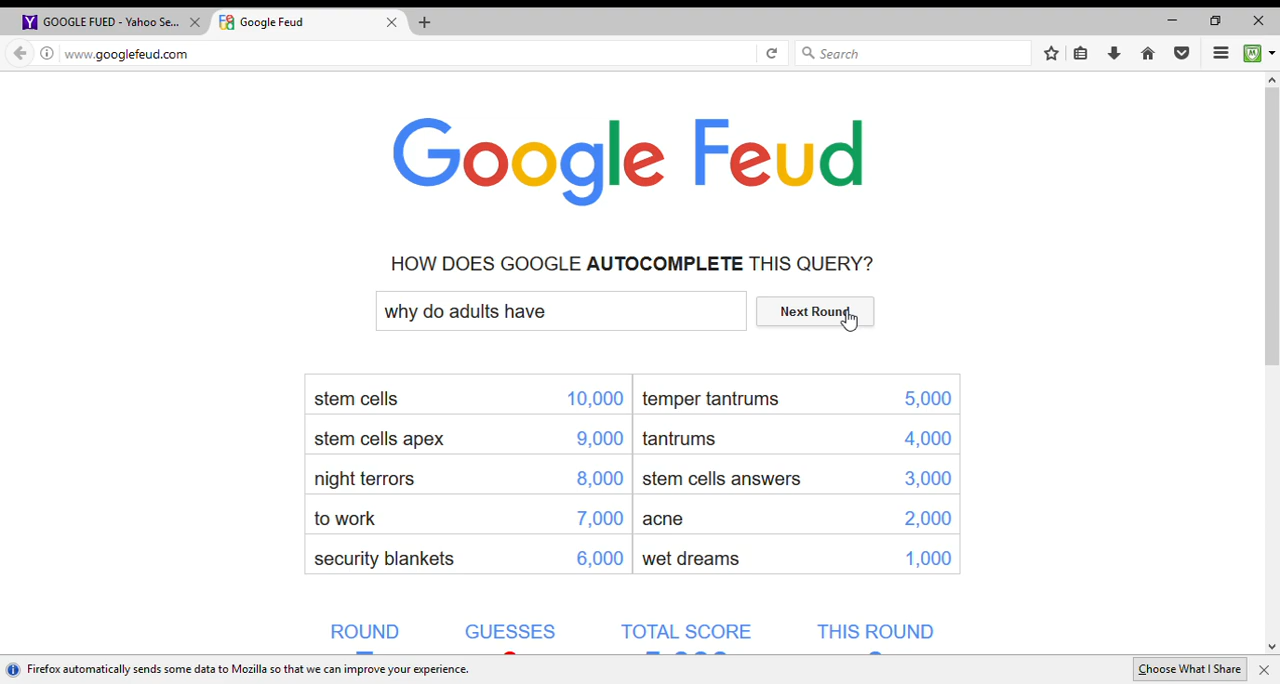 GOOGLE FUED - Yahoo Se...
Google Feud
www.googlefeud.com
Search
Google Feud
HOW DOES GOOGLE AUTOCOMPLETE THIS QUERY?
why do adults have
Next Round
stem cells 10,000 temper tantrums 5,000
stem cells apex 9,000 tantrums 4,000
night terrors 8,000 stem cells answers 3,000
to work 7,000 acne 2,000
security blankets 6,000 wet dreams 1,000
ROUND GUESSES TOTAL SCORE THIS ROUND
Firefox automatically sends some data to Mozilla so that we can improve your experience.
Choose What I Share